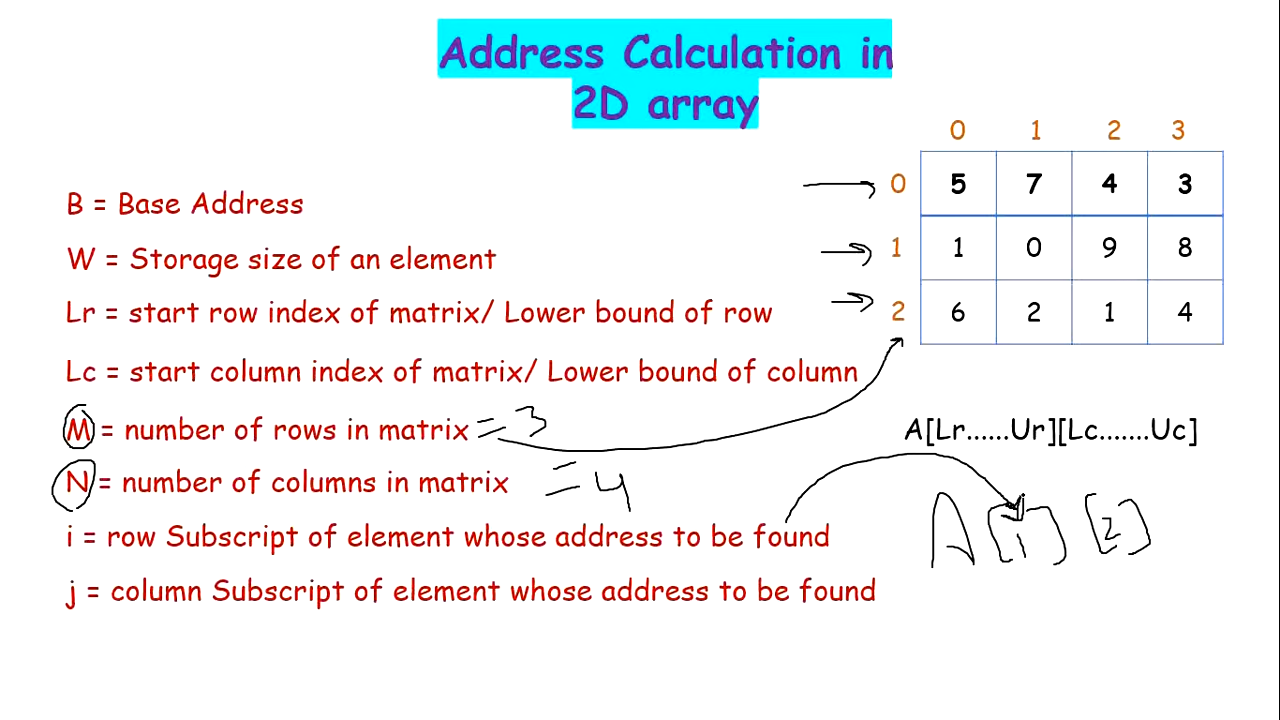 Address Calculation in
2D array
B = Base Address
W = Storage size of an element
Lr = start row index of matrix/ Lower bound of row
Lc = start column index of matrix/ Lower bound of column
M = number of rows in matrix = 3
N = number of columns in matrix = 4
i = row Subscript of element whose address to be found
j = column Subscript of element whose address to be found
0 1 2 3
0 5 7 4 3
1 1 0 9 8
2 6 2 1 4
A[Lr......Ur][Lc.......Uc]
A[1][2]